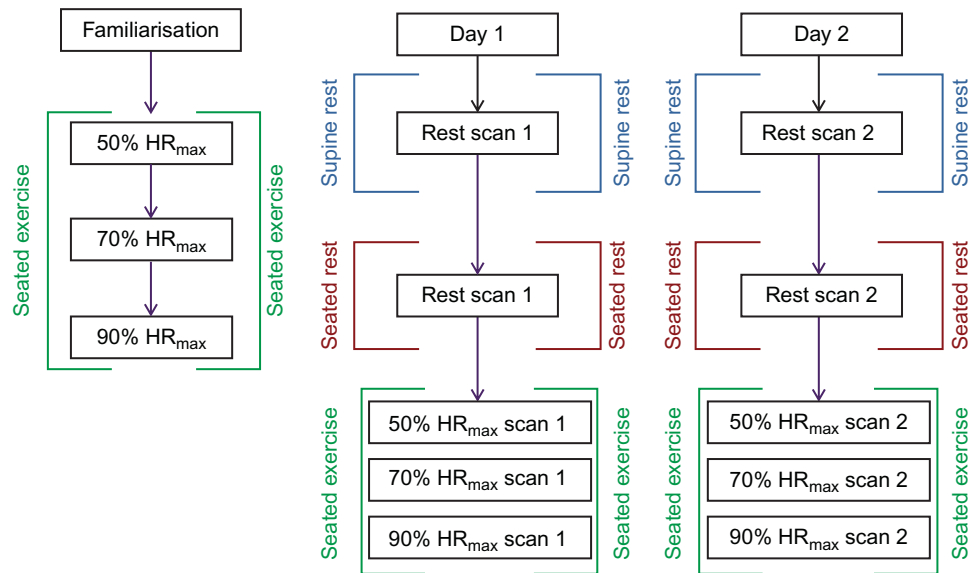 Familiarisation
Seated exercise
50% HRmax
70% HRmax
90% HRmax
Seated exercise
Day 1
Supine rest
Rest scan 1
Supine rest
Seated rest
Rest scan 1
Seated rest
Seated exercise
50% HRmax scan 1
70% HRmax scan 1
90% HRmax scan 1
Seated exercise
Day 2
Supine rest
Rest scan 2
Supine rest
Seated rest
Rest scan 2
Seated rest
Seated exercise
50% HRmax scan 2
70% HRmax scan 2
90% HRmax scan 2
Seated exercise